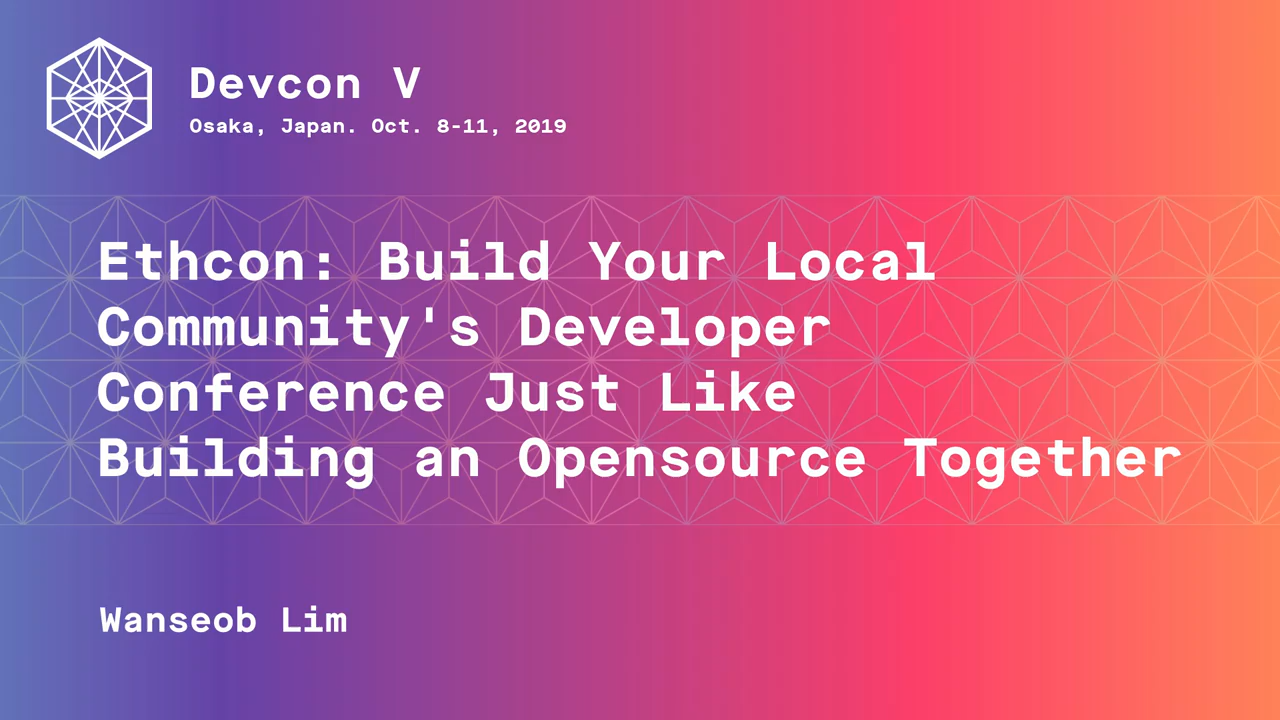 Devcon V
Osaka, Japan. Oct. 8-11, 2019
Ethcon: Build Your Local
Community's Developer
Conference Just Like
Building an Opensource Together
Wanseob Lim